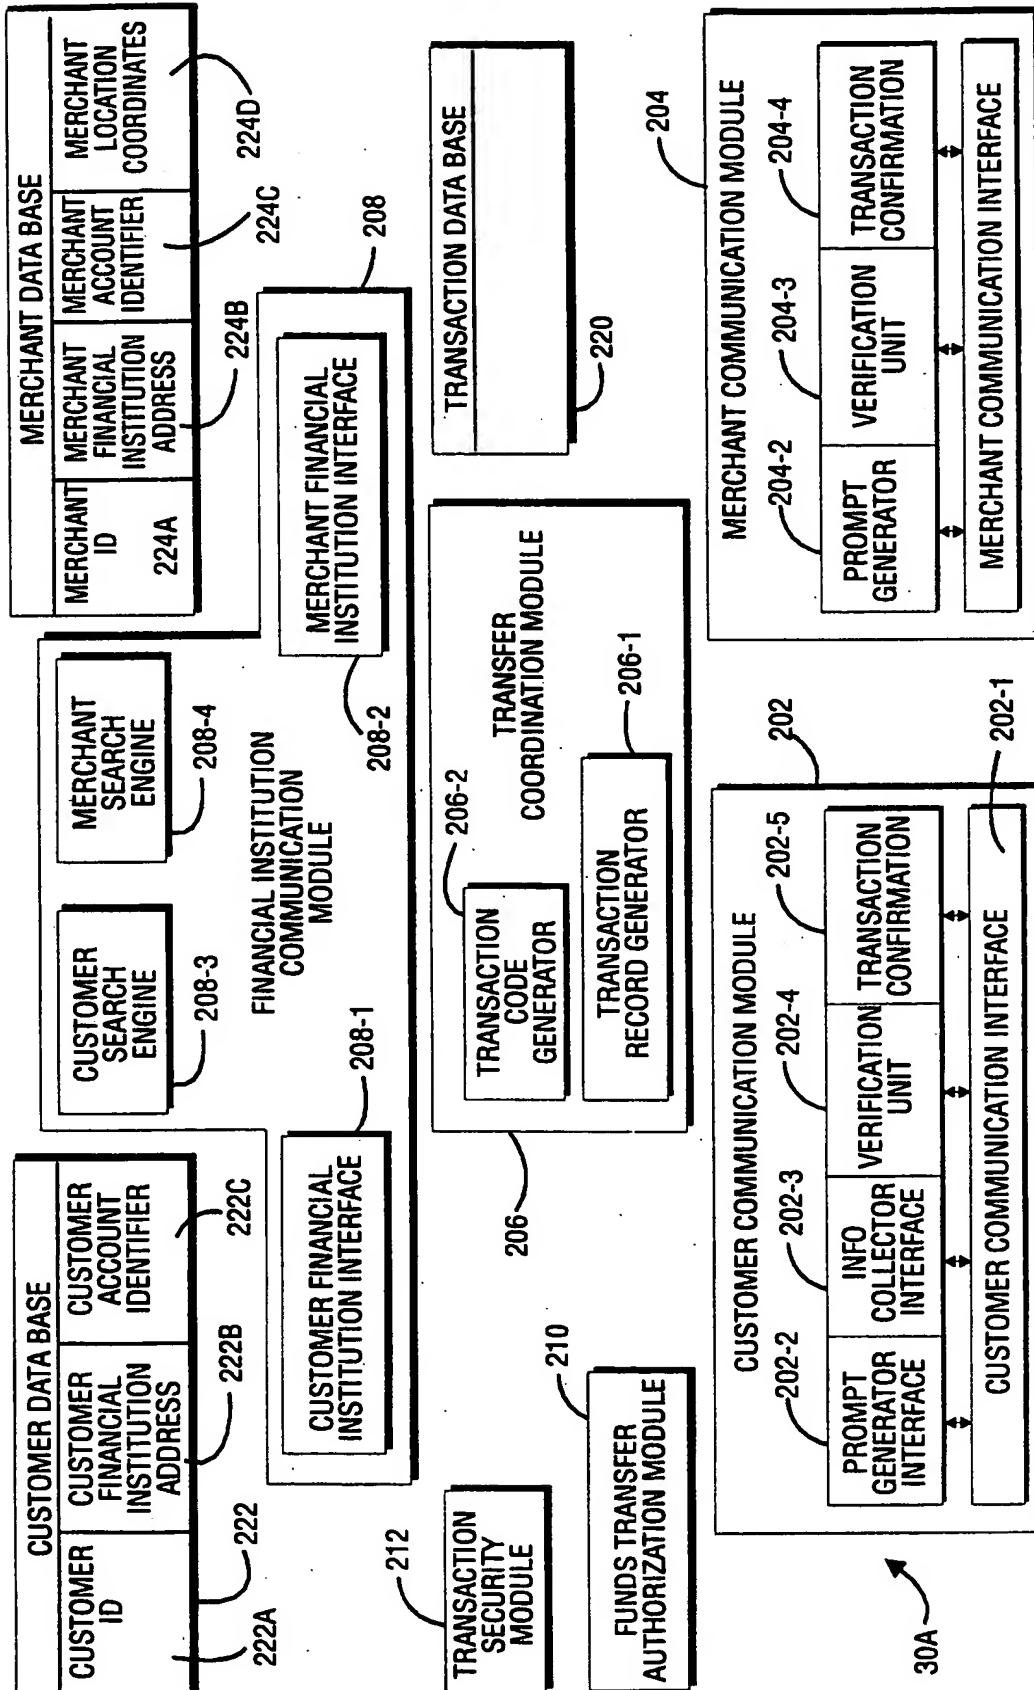 CUSTOMER DATA BASE
CUSTOMER
ID
CUSTOMER
FINANCIAL
INSTITUTION
ADDRESS
CUSTOMER
ACCOUNT
IDENTIFIER
222A
222
222B
222C
MERCHANT DATA BASE
MERCHANT
ID
224A
MERCHANT
FINANCIAL
INSTITUTION
ADDRESS
MERCHANT
ACCOUNT
IDENTIFIER
MERCHANT
LOCATION
COORDINATES
224B
224C
224D
CUSTOMER
SEARCH
ENGINE
208-3
MERCHANT
SEARCH
ENGINE
208-4
FINANCIAL INSTITUTION
COMMUNICATION
MODULE
208-1
CUSTOMER FINANCIAL
INSTITUTION INTERFACE
MERCHANT FINANCIAL
INSTITUTION INTERFACE
208-2
208
TRANSACTION
SECURITY
MODULE
212
FUNDS TRANSFER
AUTHORIZATION MODULE
210
206
TRANSACTION
CODE
GENERATOR
206-2
TRANSFER
COORDINATION MODULE
TRANSACTION
RECORD GENERATOR
206-1
TRANSACTION DATA BASE
220
CUSTOMER COMMUNICATION MODULE
202
202-2
202-3
202-4
202-5
PROMPT
GENERATOR
INTERFACE
INFO
COLLECTOR
INTERFACE
VERIFICATION
UNIT
TRANSACTION
CONFIRMATION
CUSTOMER COMMUNICATION INTERFACE
202-1
MERCHANT COMMUNICATION MODULE
204
204-2
204-3
204-4
PROMPT
GENERATOR
VERIFICATION
UNIT
TRANSACTION
CONFIRMATION
MERCHANT COMMUNICATION INTERFACE
30A